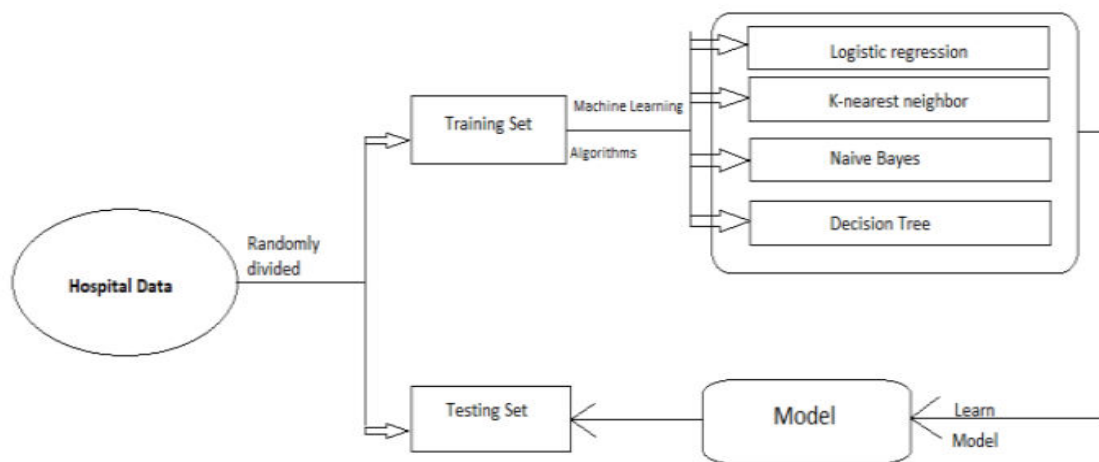 Hospital Data
Randomly
divided
Training Set
Machine Learning
Algorithms
Logistic regression
K-nearest neighbor
Naive Bayes
Decision Tree
Testing Set
Model
Learn
Model